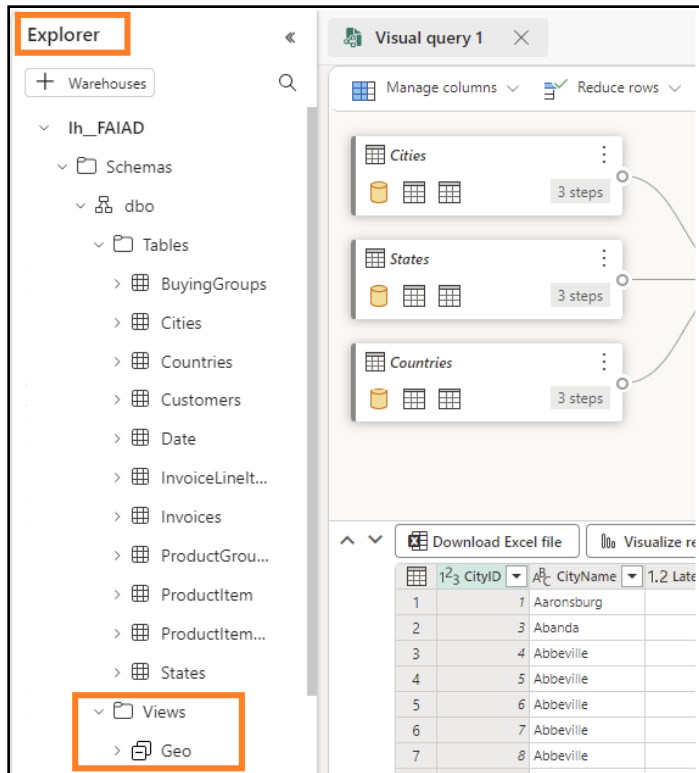 Explorer
«
+ Warehouses
lh_FAIAD
Schemas
dbo
Tables
BuyingGroups
Cities
Countries
Customers
Date
InvoiceLineIt...
Invoices
ProductGrou...
ProductItem
ProductItem...
States
Views
Geo
Visual query 1
Manage columns
Reduce rows
Cities
3 steps
States
3 steps
Countries
3 steps
Download Excel file
Visualize re
123 CityID ABC CityName 1.2 Late
1 1 Aaronsburg
2 3 Abanda
3 4 Abbeville
4 5 Abbeville
5 6 Abbeville
6 7 Abbeville
7 8 Abbeville